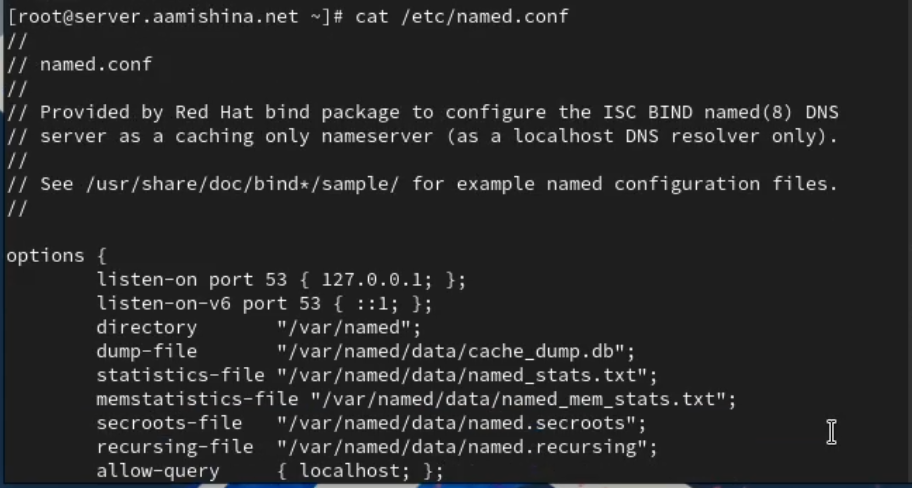 [root@server.aamishina.net ~]# cat /etc/named.conf
//
// named.conf
//
// Provided by Red Hat bind package to configure the ISC BIND named(8) DNS
// server as a caching only nameserver (as a localhost DNS resolver only).
//
// See /usr/share/doc/bind*/sample/ for example named configuration files.
//

options {
        listen-on port 53 { 127.0.0.1; };
        listen-on-v6 port 53 { ::1; };
        directory       "/var/named";
        dump-file       "/var/named/data/cache_dump.db";
        statistics-file "/var/named/data/named_stats.txt";
        memstatistics-file "/var/named/data/named_mem_stats.txt";
        secroots-file   "/var/named/data/named.secroots";
        recursing-file  "/var/named/data/named.recursing";
        allow-query     { localhost; };